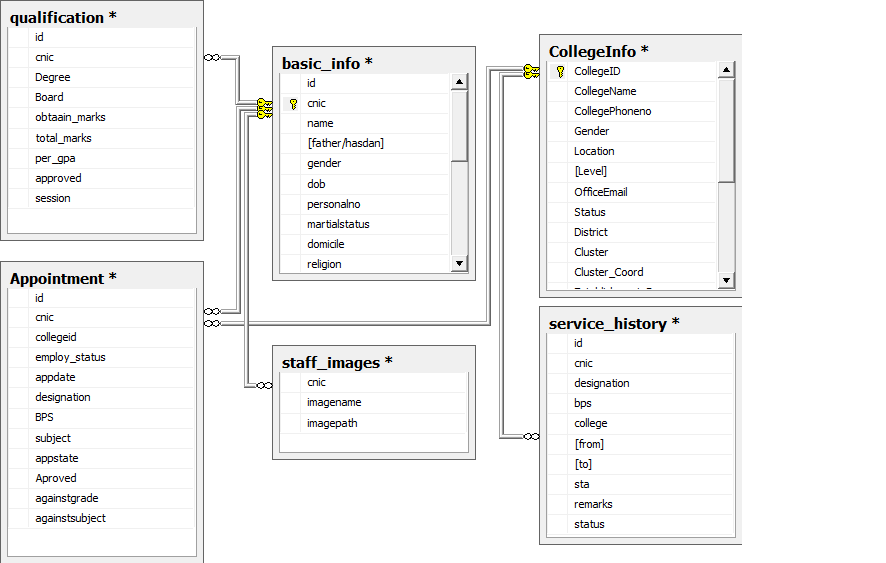 qualification *
id
cnic
Degree
Board
obtaain_marks
total_marks
per_gpa
approved
session
basic_info *
id
cnic
name
[father/hasdan]
gender
dob
personalno
martialstatus
domicile
religion
CollegeInfo *
CollegeID
CollegeName
CollegePhoneno
Gender
Location
[Level]
OfficeEmail
Status
District
Cluster
Cluster_Coord
Appointment *
id
cnic
collegeid
employ_status
appdate
designation
BPS
subject
appstate
Aproved
againstgrade
againstsubject
staff_images *
cnic
imagename
imagepath
service_history *
id
cnic
designation
bps
college
[from]
[to]
sta
remarks
status